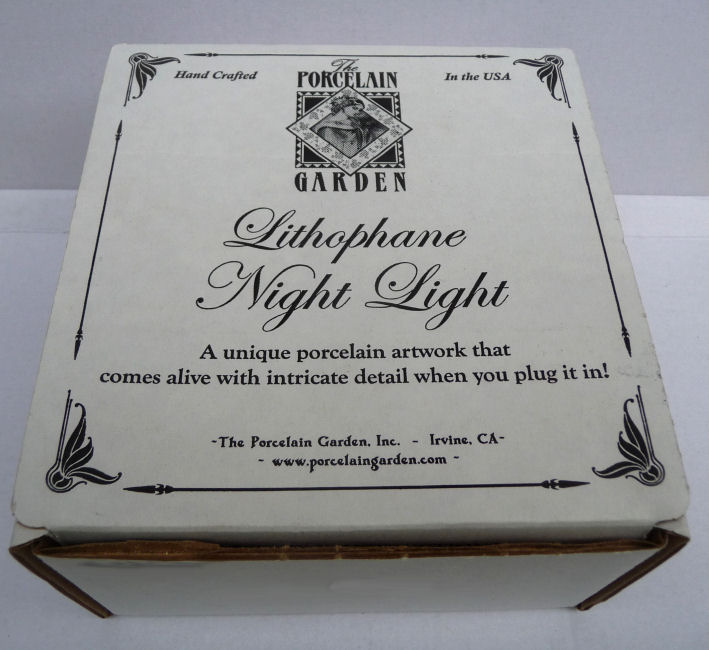 The
Hand Crafted PORCELAIN In the USA
GARDEN
Lithophane
Night Light
A unique porcelain artwork that
comes alive with intricate detail when you plug it in!
~The Porcelain Garden, Inc. ~ Irvine, CA~
~ www.porcelaingarden.com ~